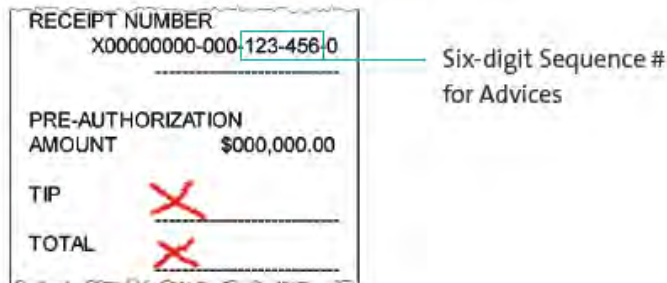 RECEIPT NUMBER
X00000000-000-123-456-0
Six-digit Sequence #
for Advices
PRE-AUTHORIZATION
AMOUNT $000,000.00
TIP
TOTAL